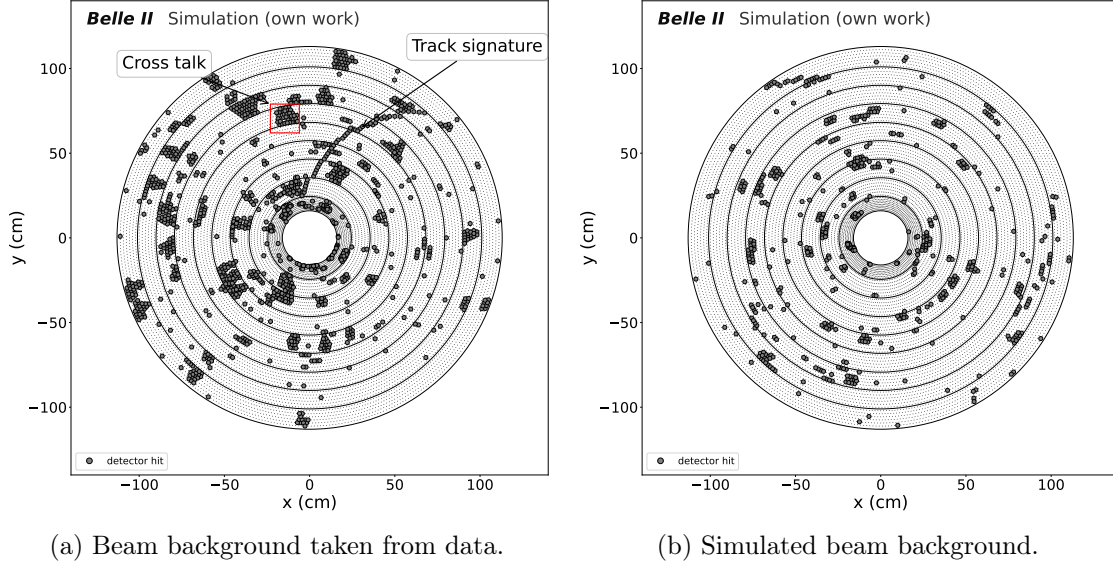 Belle II Simulation (own work)
Cross talk
Track signature
100
50
0
−50
−100
y (cm)
−100 −50 0 50 100
x (cm)
detector hit
(a) Beam background taken from data.
Belle II Simulation (own work)
100
50
0
−50
−100
y (cm)
−100 −50 0 50 100
x (cm)
detector hit
(b) Simulated beam background.